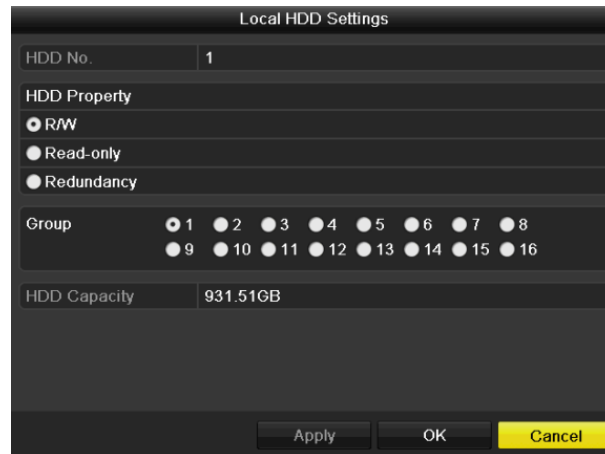 Local HDD Settings
HDD No. 1
HDD Property
R/W
Read-only
Redundancy
Group 1 2 3 4 5 6 7 8
9 10 11 12 13 14 15 16
HDD Capacity 931.51GB
Apply OK Cancel